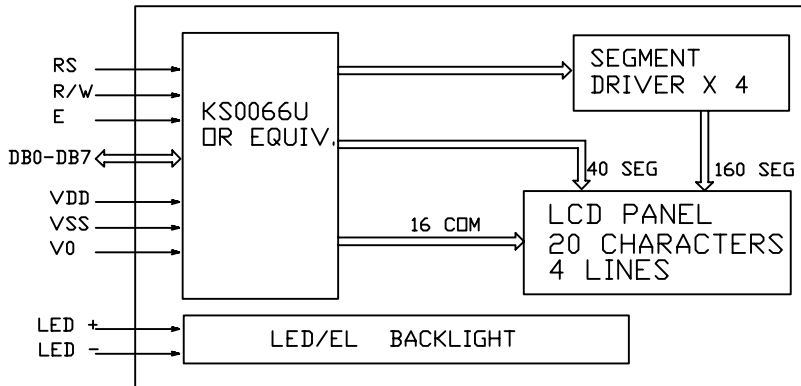 RS
R/W
E
DB0-DB7
VDD
VSS
V0
LED +
LED -
KS0066U
OR EQUIV.
SEGMENT
DRIVER X 4
40 SEG
160 SEG
16 COM
LCD PANEL
20 CHARACTERS
4 LINES
LED/EL BACKLIGHT